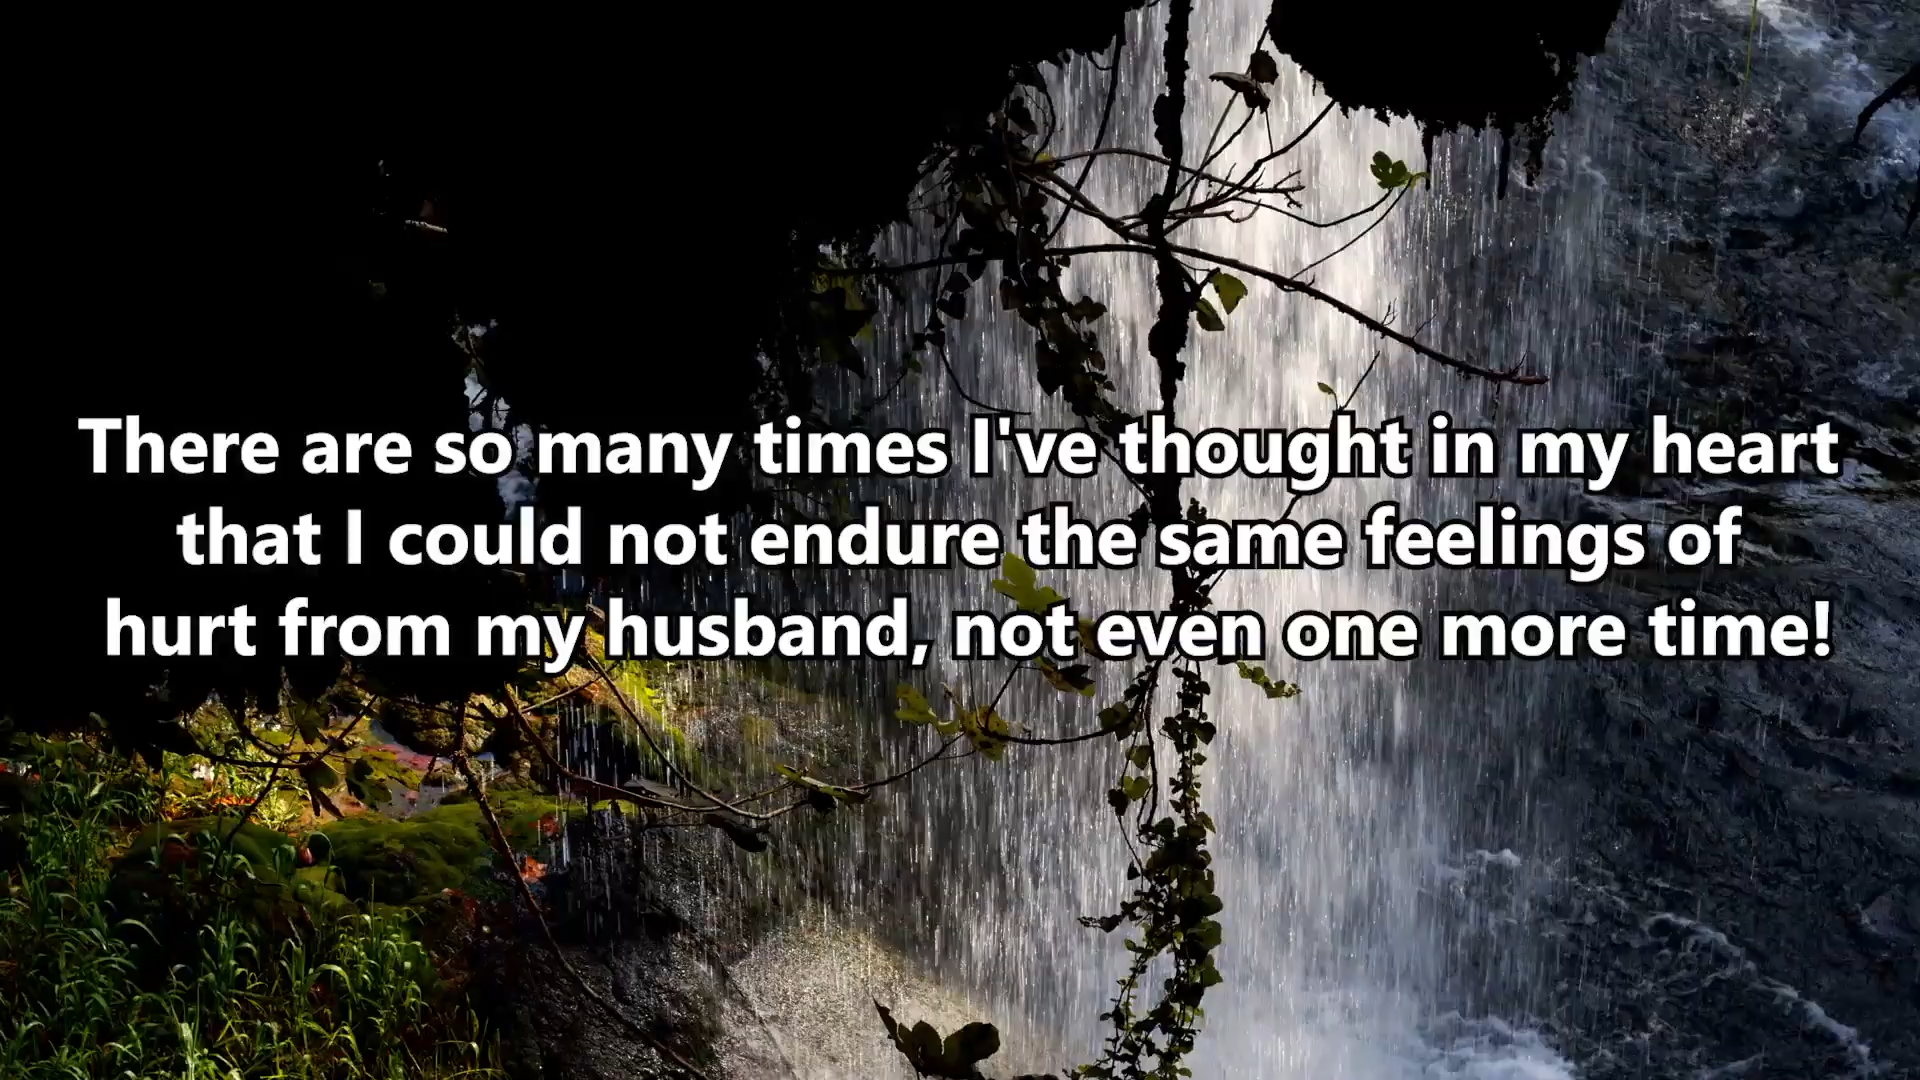 There are so many times I've thought in my heart
that I could not endure the same feelings of
hurt from my husband, not even one more time!